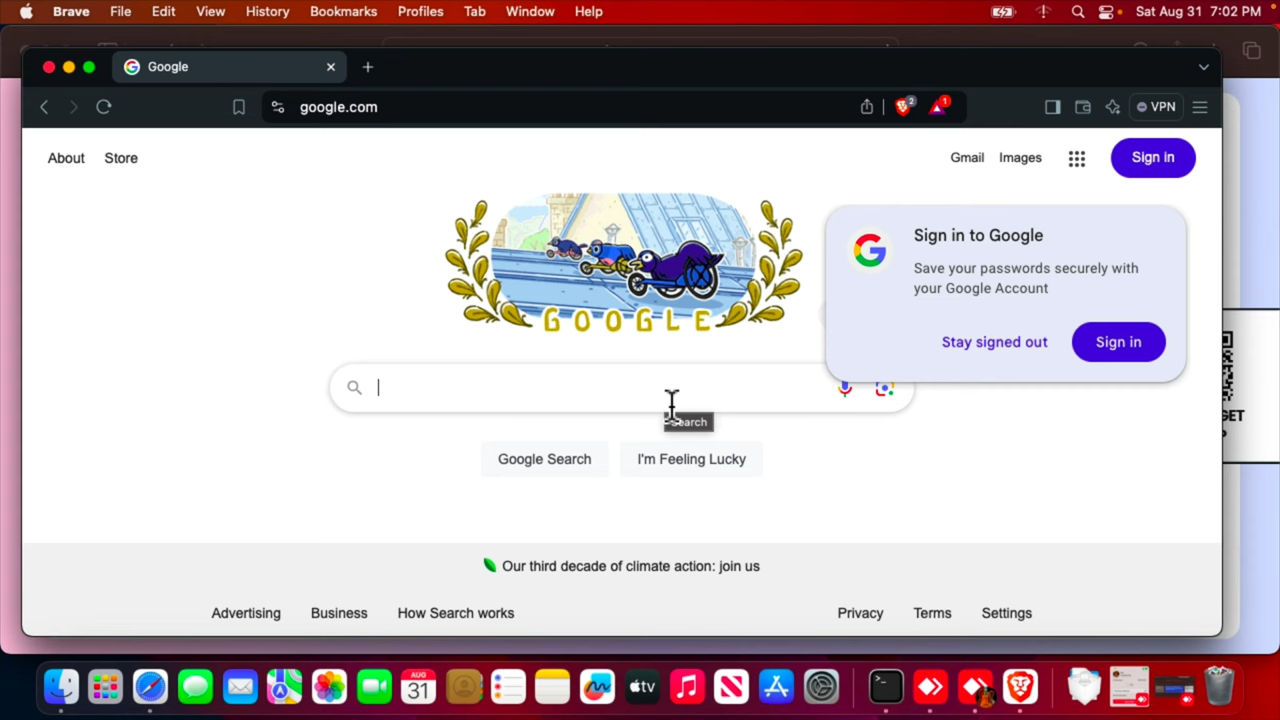 Brave File Edit View History Bookmarks Profiles Tab Window Help Sat Aug 31 7:02 PM
Google
google.com 2 1 VPN
About Store Gmail Images Sign in
GOOGLE
Sign in to Google
Save your passwords securely with
your Google Account
Stay signed out Sign in
Search
Google Search I'm Feeling Lucky
Our third decade of climate action: join us
Advertising Business How Search works Privacy Terms Settings
AUG
31
tv